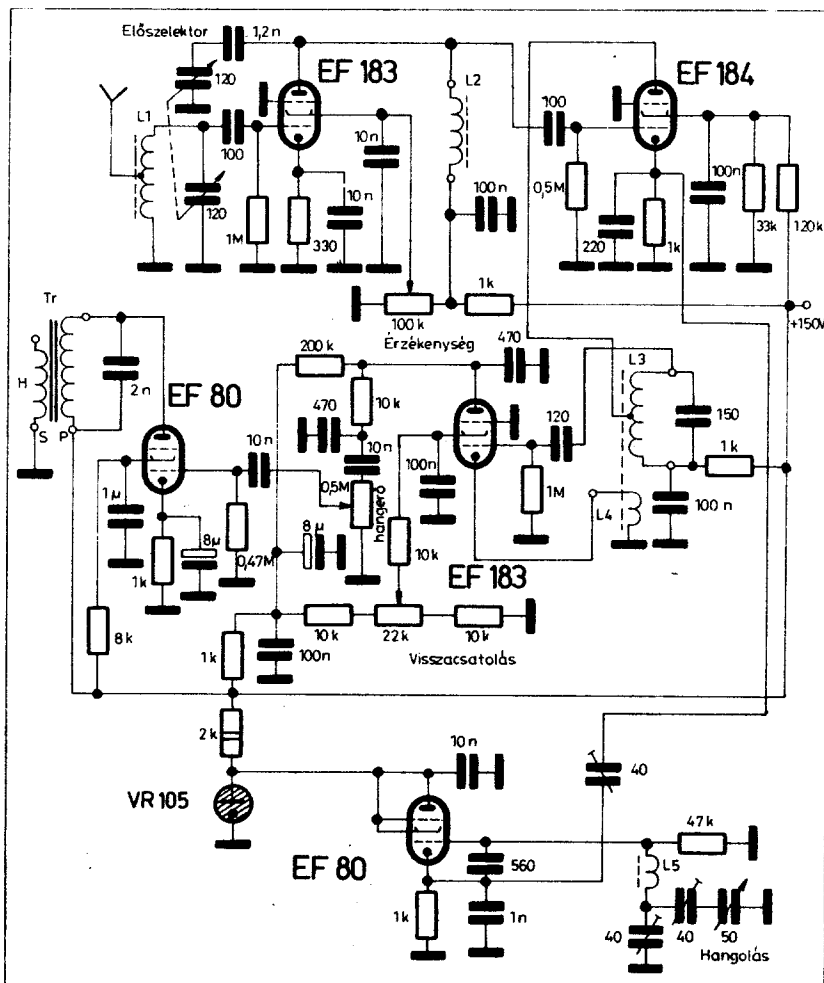 Előszelektor
1,2n
EF 183
L2
EF 184
120
L1
100
10n
100
100n
0,5M
100n
120
10n
220
33k
120k
1M
330
1k
1k
100k
Érzékenység
+150V
Tr
470
L3
200k
H
2n
EF 80
10k
120
150
470
S
P
10n
10n
100n
1k
0,5M
1M
hangerő
1µ
8µ
L4
100n
8µ
10k
1k
0,47M
EF 183
8k
10k
22k
10k
1k
100n
Visszacsatolás
2k
10n
40
VR 105
47k
EF 80
560
L5
1k
1n
40
40
50
Hangolás